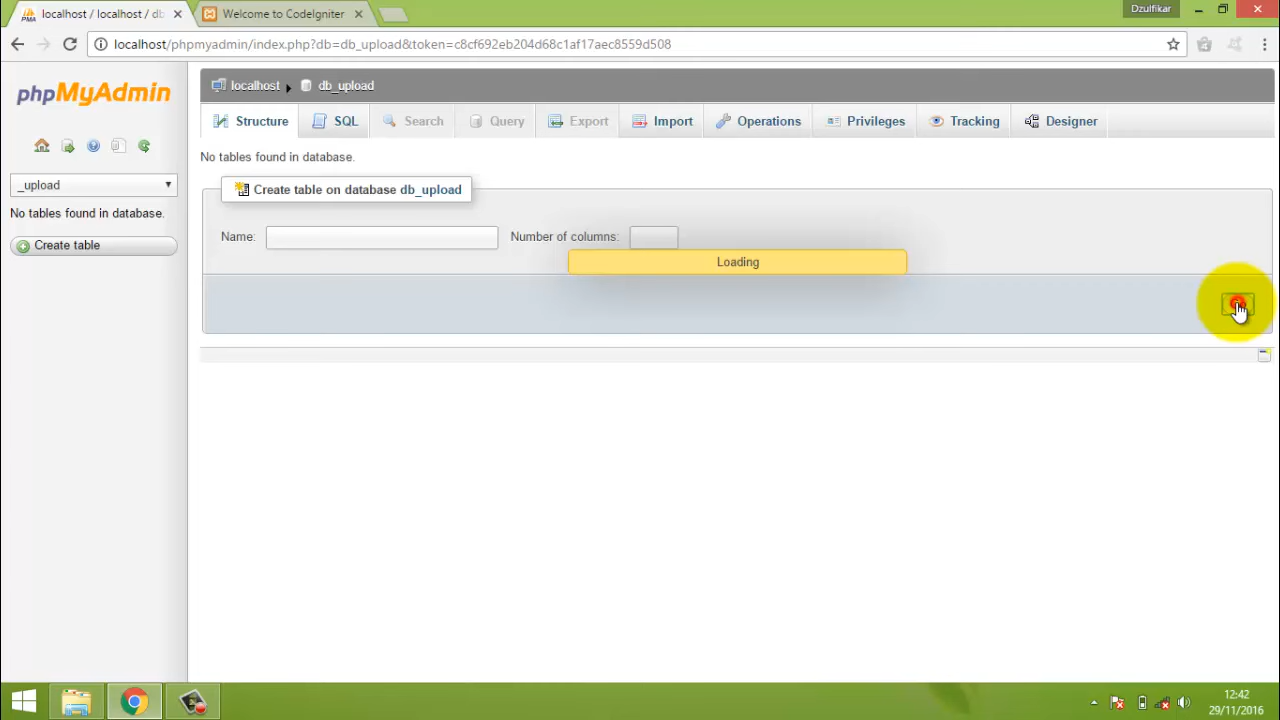 localhost / localhost / db
Welcome to CodeIgniter
Dzulfikar
localhost/phpmyadmin/index.php?db=db_upload&token=c8cf692eb204d68c1af17aec8559d508
phpMyAdmin
localhost
db_upload
Structure
SQL
Search
Query
Export
Import
Operations
Privileges
Tracking
Designer
_upload
No tables found in database.
Create table
No tables found in database.
Create table on database db_upload
Name:
Number of columns:
Loading
12:42
29/11/2016